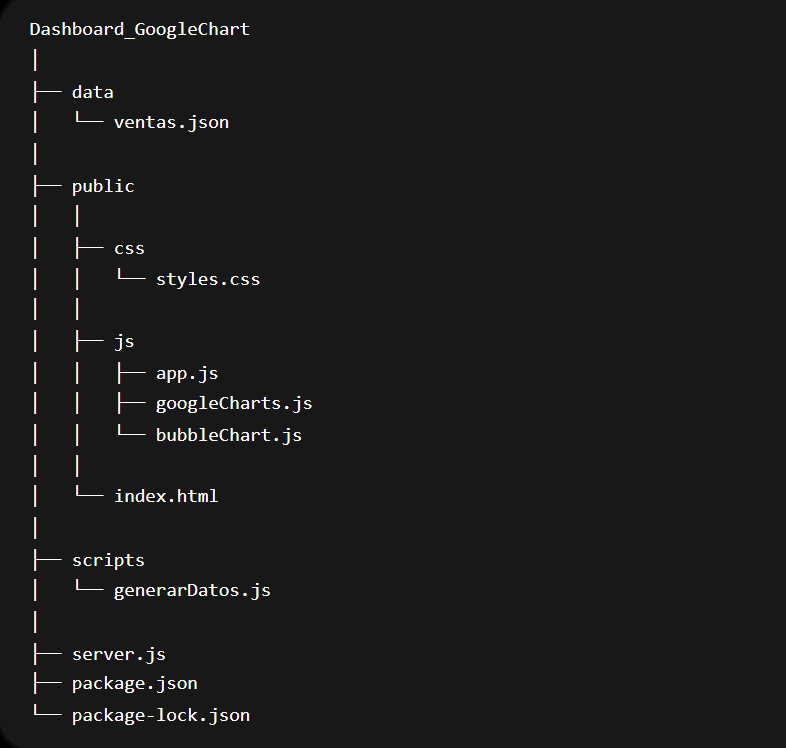 Dashboard_GoogleChart
│
├── data
│   └── ventas.json
│
├── public
│   │
│   ├── css
│   │   └── styles.css
│   │
│   ├── js
│   │   ├── app.js
│   │   ├── googleCharts.js
│   │   └── bubbleChart.js
│   │
│   └── index.html
│
├── scripts
│   └── generarDatos.js
│
├── server.js
├── package.json
└── package-lock.json